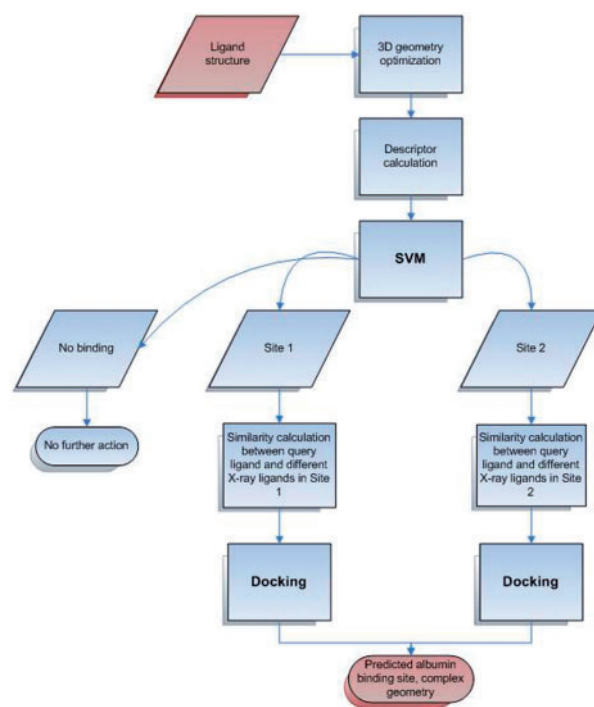 Ligand
structure
3D geometry
optimization
Descriptor
calculation
SVM
No binding
Site 1
Site 2
No further action
Similarity calculation
between query
ligand and different
X-ray ligands in Site
1
Similarity calculation
between query
ligand and different
X-ray ligands in Site
2
Docking
Docking
Predicted albumin
binding site, complex
geometry